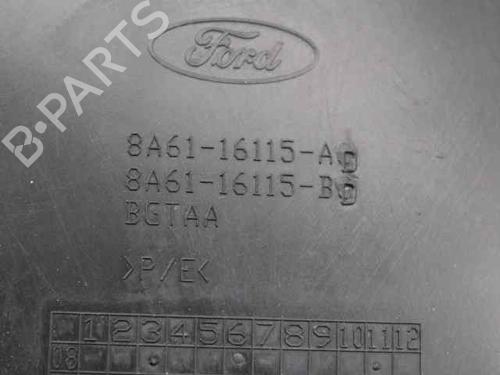 Ford
8A61-16115-AD
8A61-16115-BD
BGTAA
>P/E<
1 2 3 4 5 6 7 8 9 10 11 12
08
B-PARTS